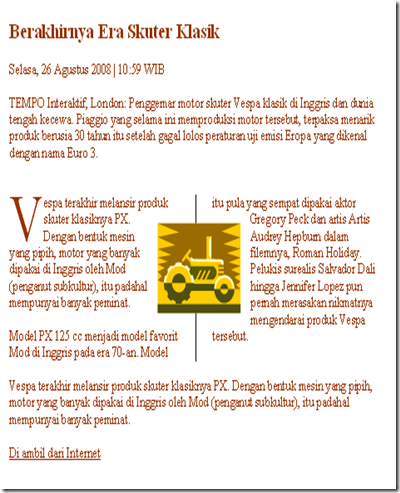 Berakhirnya Era Skuter Klasik
Selasa, 26 Agustus 2008 | 10:59 WIB
TEMPO Interaktif, London: Penggemar motor skuter Vespa klasik di Inggris dan dunia
tengah kecewa. Piaggio yang selama ini memproduksi motor tersebut, terpaksa menarik
produk berusia 30 tahun itu setelah gagal lolos peraturan uji emisi Eropa yang dikenal
dengan nama Euro 3.
Vespa terakhir melansir produk
skuter klasiknya PX.
Dengan bentuk mesin
yang pipih, motor yang banyak
dipakai di Inggris oleh Mod
(penganut subkultur), itu padahal
mempunyai banyak peminat.
Model PX 125 cc menjadi model favorit
Mod di Inggris pada era 70-an. Model
itu pula yang sempat dipakai aktor
Gregory Peck dan artis Artis
Audrey Hepburn dalam
filemnya, Roman Holiday.
Pelukis surealis Salvador Dali
hingga Jennifer Lopez pun
pernah merasakan nikmatnya
mengendarai produk Vespa
tersebut.
Vespa terakhir melansir produk skuter klasiknya PX. Dengan bentuk mesin yang pipih,
motor yang banyak dipakai di Inggris oleh Mod (penganut subkultur), itu padahal
mempunyai banyak peminat.
Di ambil dari Internet